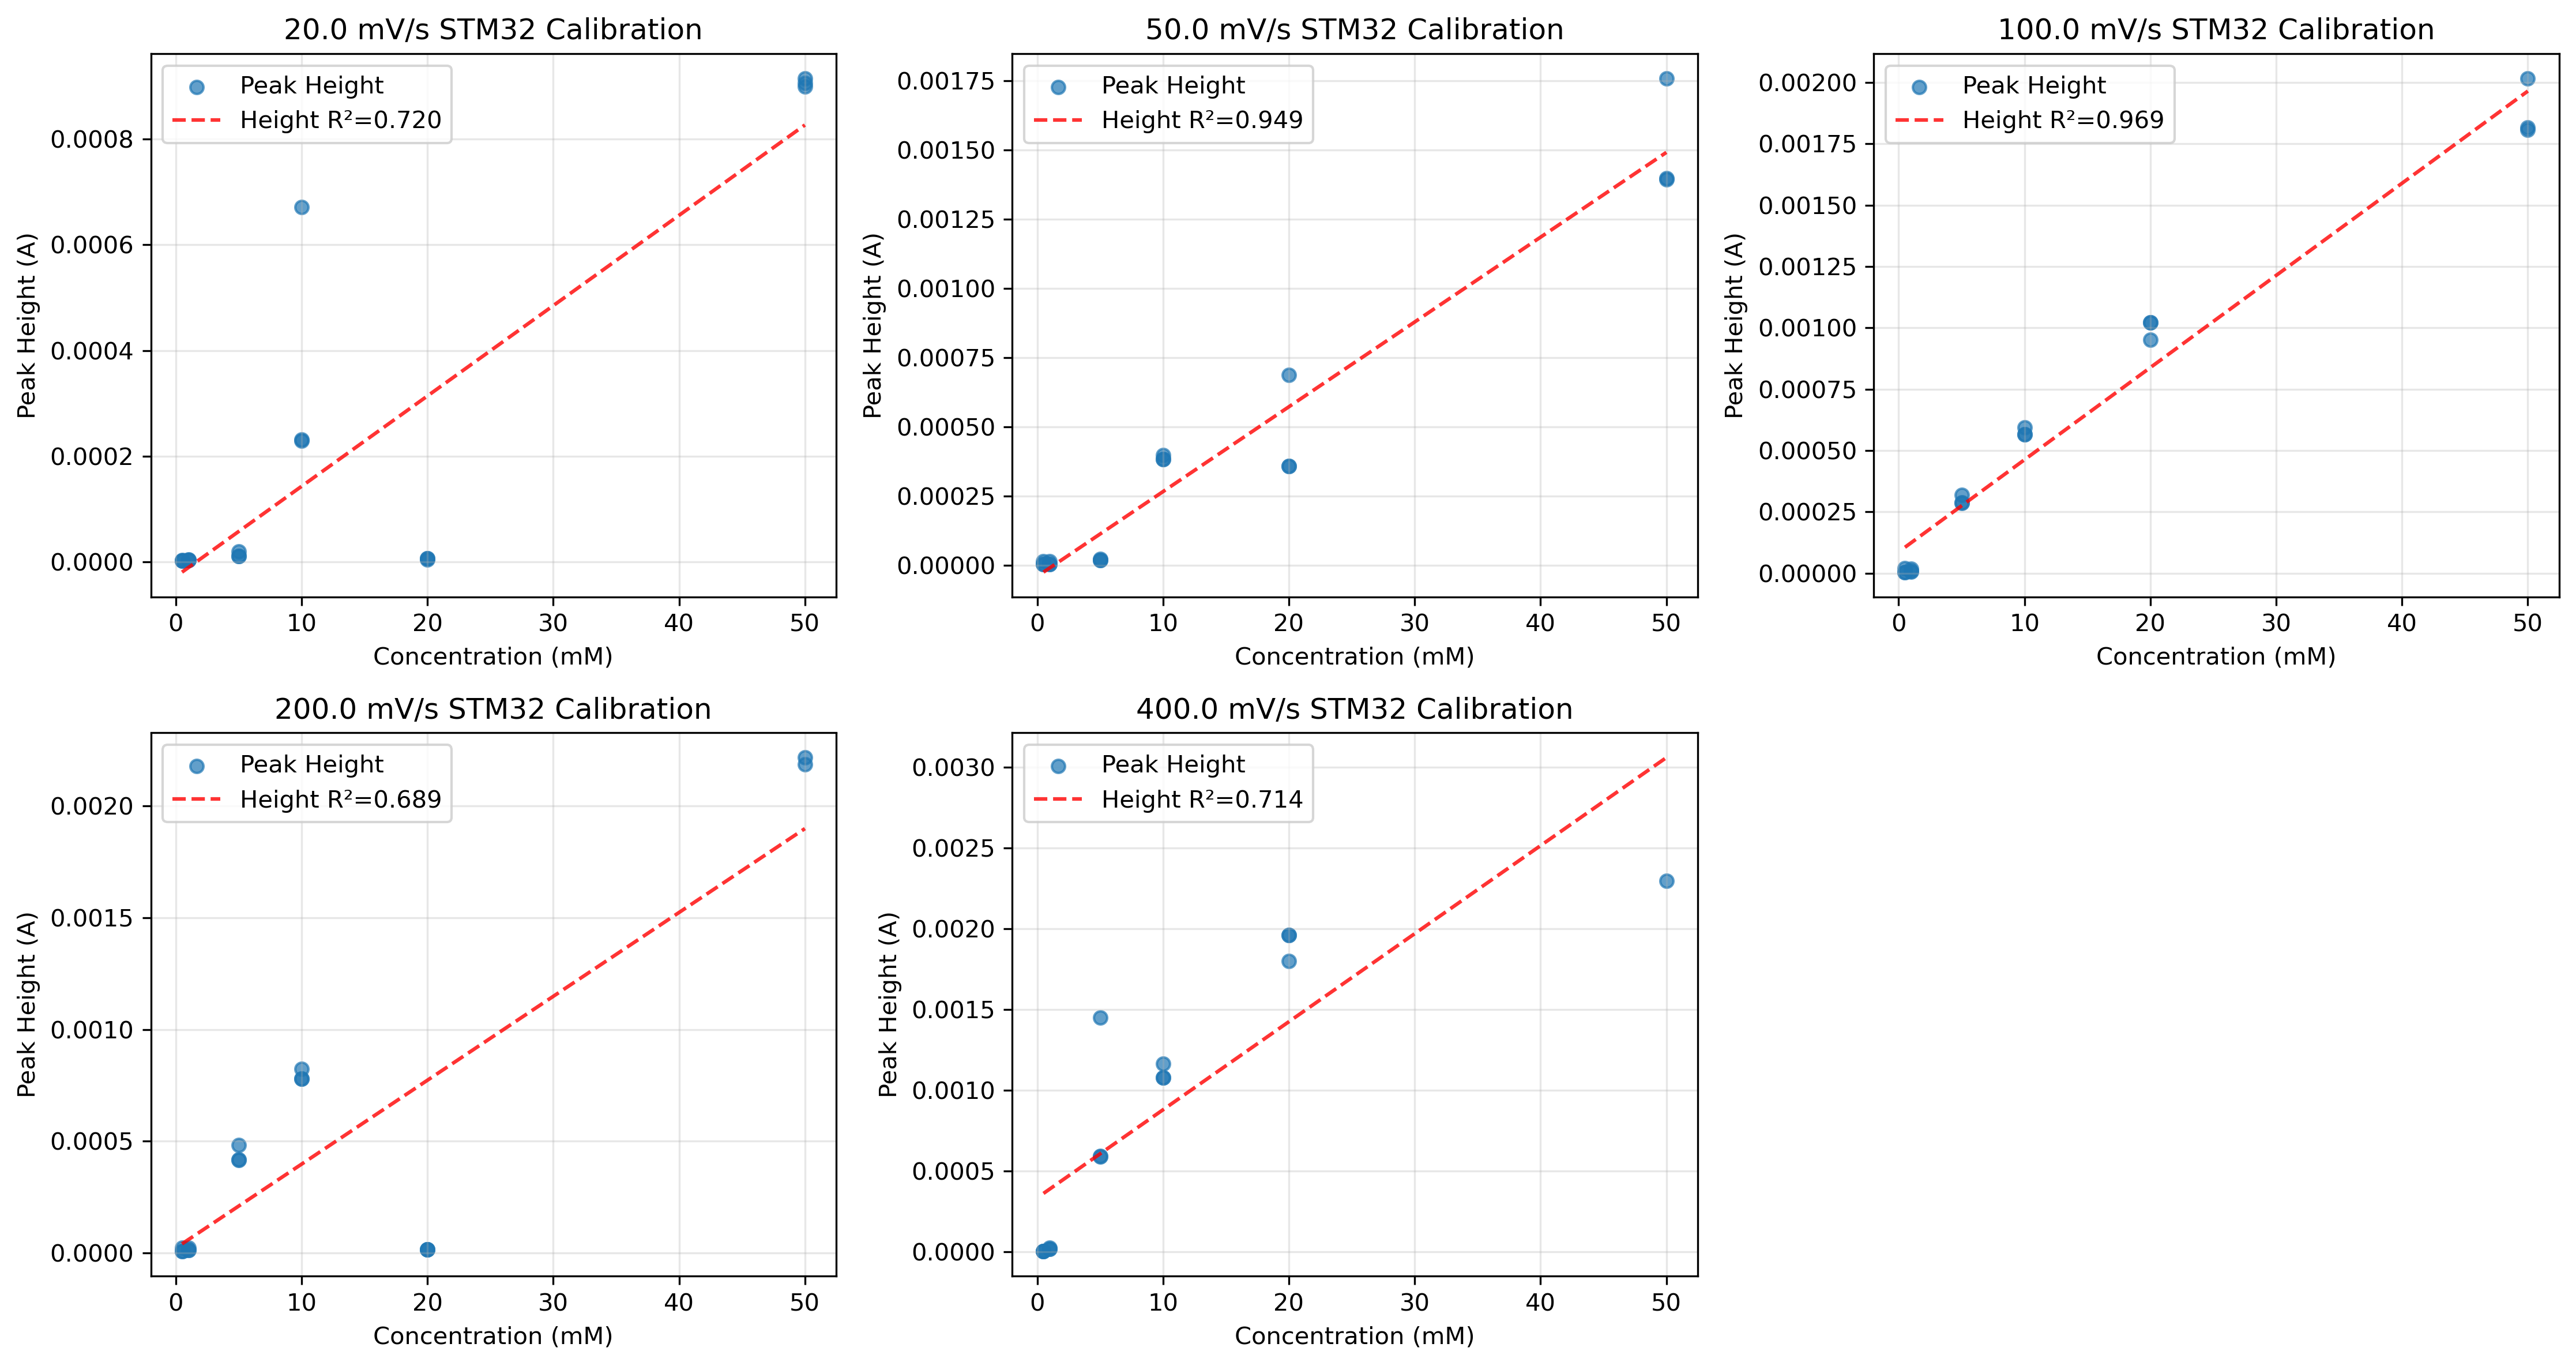 20.0 mV/s STM32 Calibration
Peak Height
Height R²=0.720
Peak Height (A)
0.0008
0.0006
0.0004
0.0002
0.0000
0 10 20 30 40 50
Concentration (mM)
50.0 mV/s STM32 Calibration
Peak Height
Height R²=0.949
Peak Height (A)
0.00175
0.00150
0.00125
0.00100
0.00075
0.00050
0.00025
0.00000
0 10 20 30 40 50
Concentration (mM)
100.0 mV/s STM32 Calibration
Peak Height
Height R²=0.969
Peak Height (A)
0.00200
0.00175
0.00150
0.00125
0.00100
0.00075
0.00050
0.00025
0.00000
0 10 20 30 40 50
Concentration (mM)
200.0 mV/s STM32 Calibration
Peak Height
Height R²=0.689
Peak Height (A)
0.0020
0.0015
0.0010
0.0005
0.0000
0 10 20 30 40 50
Concentration (mM)
400.0 mV/s STM32 Calibration
Peak Height
Height R²=0.714
Peak Height (A)
0.0030
0.0025
0.0020
0.0015
0.0010
0.0005
0.0000
0 10 20 30 40 50
Concentration (mM)